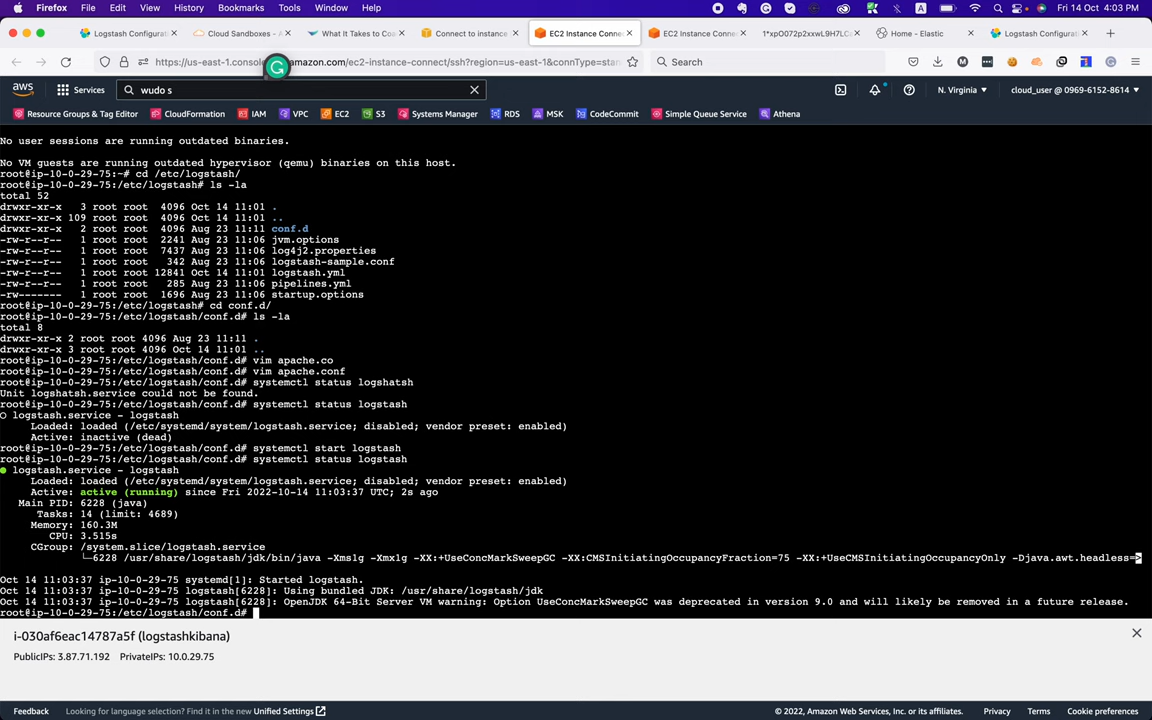 Firefox File Edit View History Bookmarks Tools Window Help A Fri 14 Oct 4:03 PM
Logstash Configurat Cloud Sandboxes - A What It Takes to Coa Connect to instance EC2 Instance Conne EC2 Instance Connec 1*xpO072p2xxwL9H7LC Home - Elastic Logstash Configurat
https://us-east-1.console amazon.com/ec2-instance-connect/ssh?region=us-east-1&connType=stan Search
aws Services wudo s N. Virginia cloud_user @ 0969-6152-8614
Resource Groups & Tag Editor CloudFormation IAM VPC EC2 S3 Systems Manager RDS MSK CodeCommit Simple Queue Service Athena
No user sessions are running outdated binaries.
No VM guests are running outdated hypervisor (qemu) binaries on this host.
root@ip-10-0-29-75:~# cd /etc/logstash/
root@ip-10-0-29-75:/etc/logstash# ls -la
total 52
drwxr-xr-x 3 root root 4096 Oct 14 11:01 .
drwxr-xr-x 109 root root 4096 Oct 14 11:01 ..
drwxr-xr-x 2 root root 4096 Aug 23 11:11 conf.d
-rw-r--r-- 1 root root 2241 Aug 23 11:06 jvm.options
-rw-r--r-- 1 root root 7437 Aug 23 11:06 log4j2.properties
-rw-r--r-- 1 root root 342 Aug 23 11:06 logstash-sample.conf
-rw-r--r-- 1 root root 12841 Oct 14 11:01 logstash.yml
-rw-r--r-- 1 root root 285 Aug 23 11:06 pipelines.yml
-rw------- 1 root root 1696 Aug 23 11:06 startup.options
root@ip-10-0-29-75:/etc/logstash# cd conf.d/
root@ip-10-0-29-75:/etc/logstash/conf.d# ls -la
total 8
drwxr-xr-x 2 root root 4096 Aug 23 11:11 .
drwxr-xr-x 3 root root 4096 Oct 14 11:01 ..
root@ip-10-0-29-75:/etc/logstash/conf.d# vim apache.co
root@ip-10-0-29-75:/etc/logstash/conf.d# vim apache.conf
root@ip-10-0-29-75:/etc/logstash/conf.d# systemctl status logshatsh
Unit logshatsh.service could not be found.
root@ip-10-0-29-75:/etc/logstash/conf.d# systemctl status logstash
○ logstash.service - logstash
Loaded: loaded (/etc/systemd/system/logstash.service; disabled; vendor preset: enabled)
Active: inactive (dead)
root@ip-10-0-29-75:/etc/logstash/conf.d# systemctl start logstash
root@ip-10-0-29-75:/etc/logstash/conf.d# systemctl status logstash
● logstash.service - logstash
Loaded: loaded (/etc/systemd/system/logstash.service; disabled; vendor preset: enabled)
Active: active (running) since Fri 2022-10-14 11:03:37 UTC; 2s ago
Main PID: 6228 (java)
Tasks: 14 (limit: 4689)
Memory: 160.3M
CPU: 3.515s
CGroup: /system.slice/logstash.service
└─6228 /usr/share/logstash/jdk/bin/java -Xms1g -Xmx1g -XX:+UseConcMarkSweepGC -XX:CMSInitiatingOccupancyFraction=75 -XX:+UseCMSInitiatingOccupancyOnly -Djava.awt.headless=>
Oct 14 11:03:37 ip-10-0-29-75 systemd[1]: Started logstash.
Oct 14 11:03:37 ip-10-0-29-75 logstash[6228]: Using bundled JDK: /usr/share/logstash/jdk
Oct 14 11:03:37 ip-10-0-29-75 logstash[6228]: OpenJDK 64-Bit Server VM warning: Option UseConcMarkSweepGC was deprecated in version 9.0 and will likely be removed in a future release.
root@ip-10-0-29-75:/etc/logstash/conf.d#
i-030af6eac14787a5f (logstashkibana)
PublicIPs: 3.87.71.192 PrivateIPs: 10.0.29.75
Feedback Looking for language selection? Find it in the new Unified Settings © 2022, Amazon Web Services, Inc. or its affiliates. Privacy Terms Cookie preferences